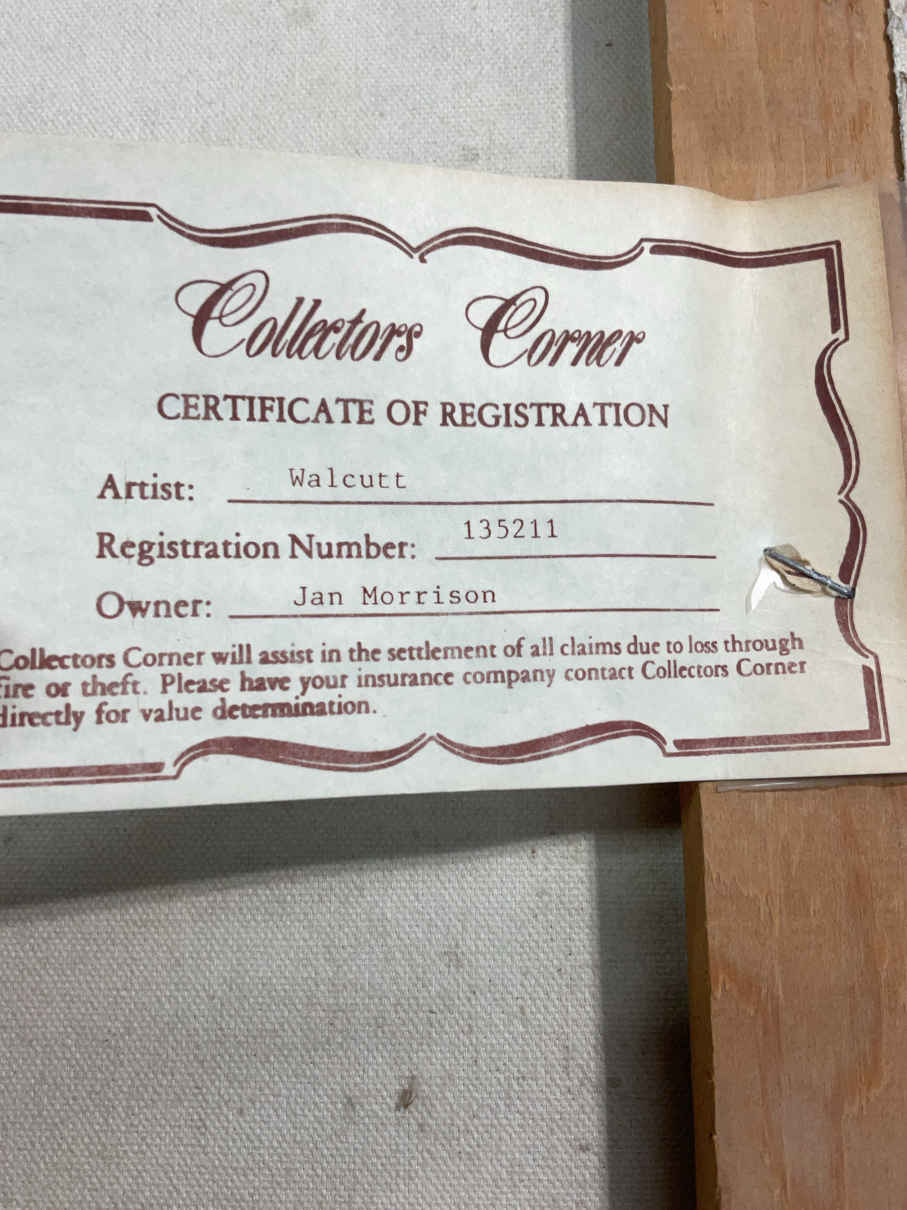 Collectors Corner
CERTIFICATE OF REGISTRATION
Artist: Walcutt
Registration Number: 135211
Owner: Jan Morrison
Collectors Corner will assist in the settlement of all claims due to loss through
fire or theft. Please have your insurance company contact Collectors Corner
directly for value determination.